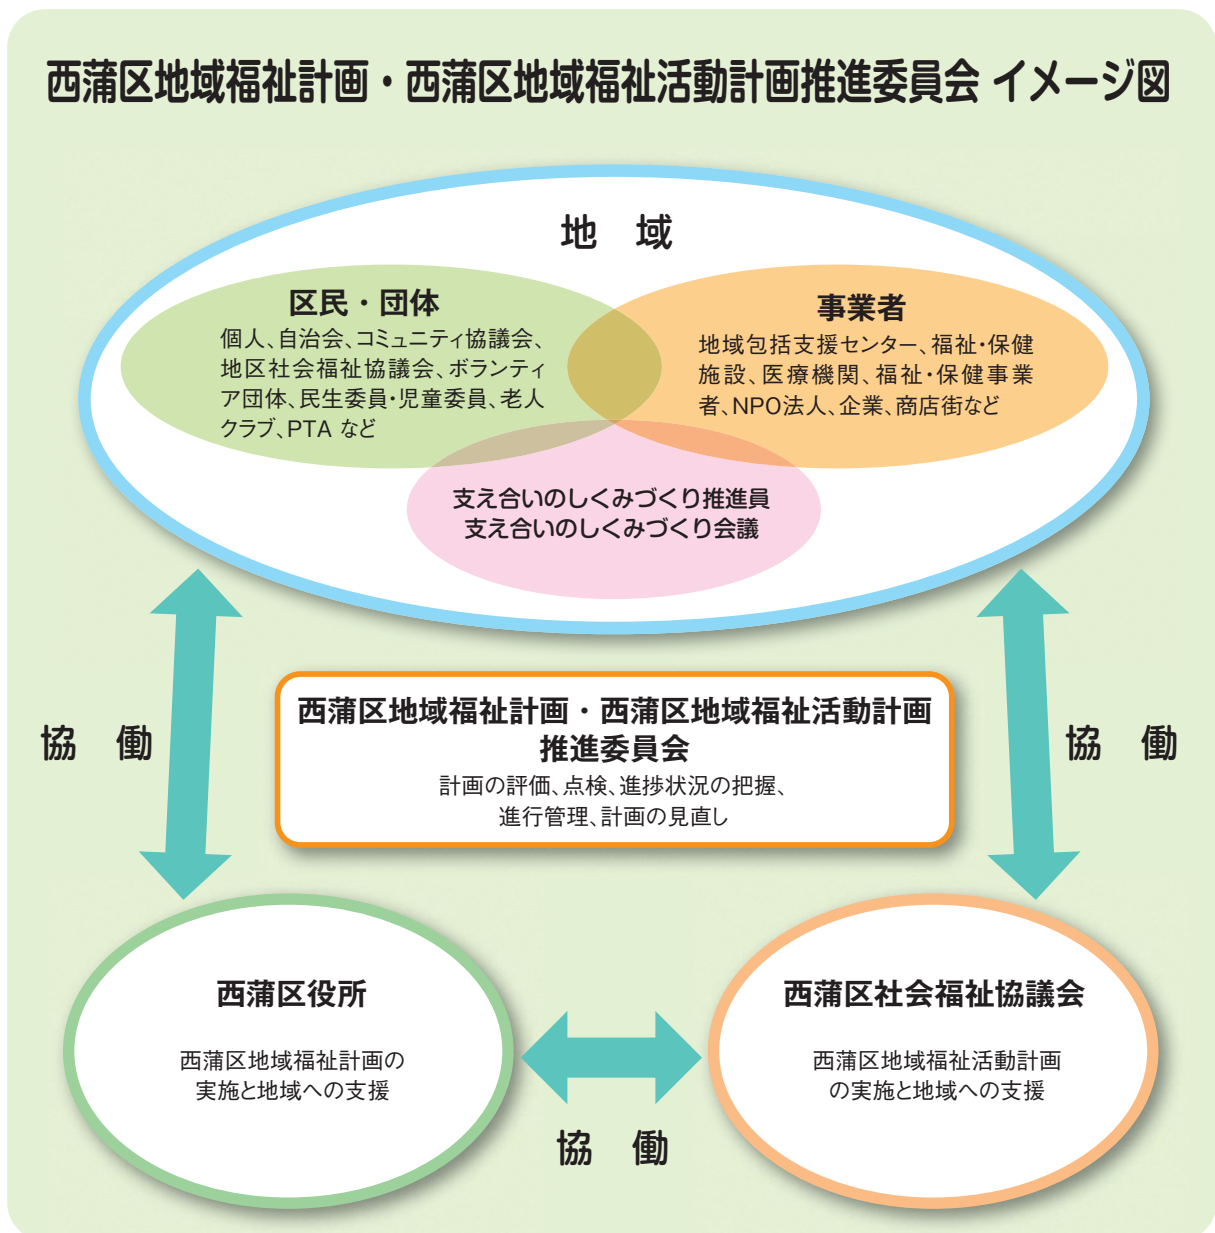 西蒲区地域福祉計画・西蒲区地域福祉活動計画推進委員会 イメージ図
地　域
区民・団体
個人、自治会、コミュニティ協議会、
地区社会福祉協議会、ボランティ
ア団体、民生委員・児童委員、老人
クラブ、PTA など
事業者
地域包括支援センター、福祉・保健
施設、医療機関、福祉・保健事業
者、NPO法人、企業、商店街など
支え合いのしくみづくり推進員
支え合いのしくみづくり会議
協　働
西蒲区地域福祉計画・西蒲区地域福祉活動計画
推進委員会
計画の評価、点検、進捗状況の把握、
進行管理、計画の見直し
協　働
西蒲区役所
西蒲区地域福祉計画の
実施と地域への支援
協　働
西蒲区社会福祉協議会
西蒲区地域福祉活動計画
の実施と地域への支援